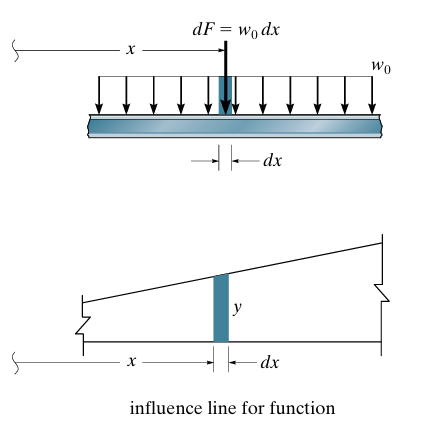 dF = w₀ dx
x
w₀
dx
y
x
dx
influence line for function